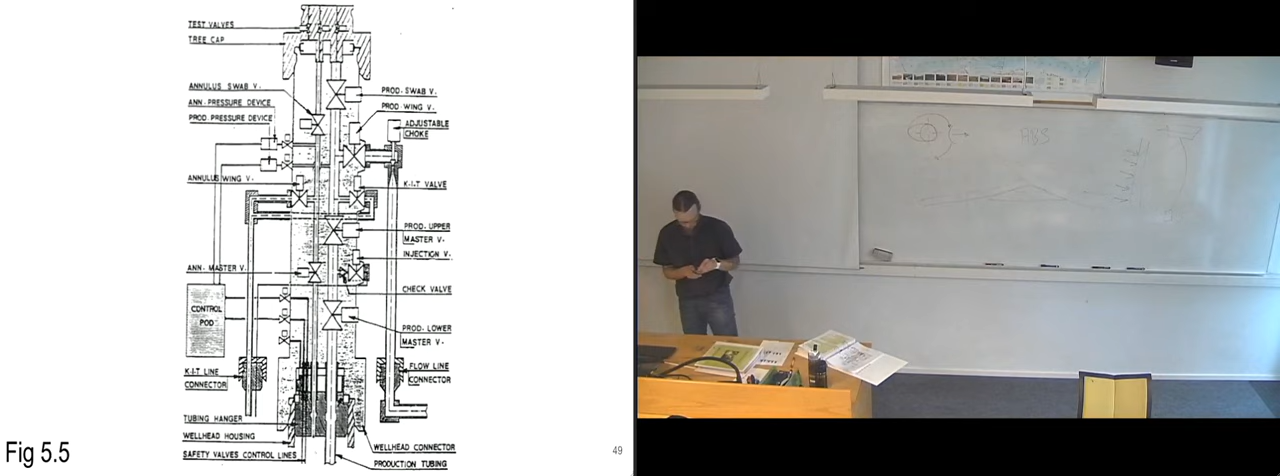 TEST VALVES
TREE CAP
ANNULUS SWAB V.
ANN. PRESSURE DEVICE
PROD. PRESSURE DEVICE
ANNULUS WING V.
ANN. MASTER V.
CONTROL
POD
K.I.T LINE
CONNECTOR
TUBING HANGER
WELLHEAD HOUSING
SAFETY VALVES CONTROL LINES
PROD. SWAB V.
PROD. WING V.
ADJUSTABLE
CHOKE
K.I.T VALVE
PROD. UPPER
MASTER V.
INJECTION V.
CHECK VALVE
PROD. LOWER
MASTER V.
FLOW LINE
CONNECTOR
WELLHEAD CONNECTOR
PRODUCTION TUBING
Fig 5.5
49
ABS